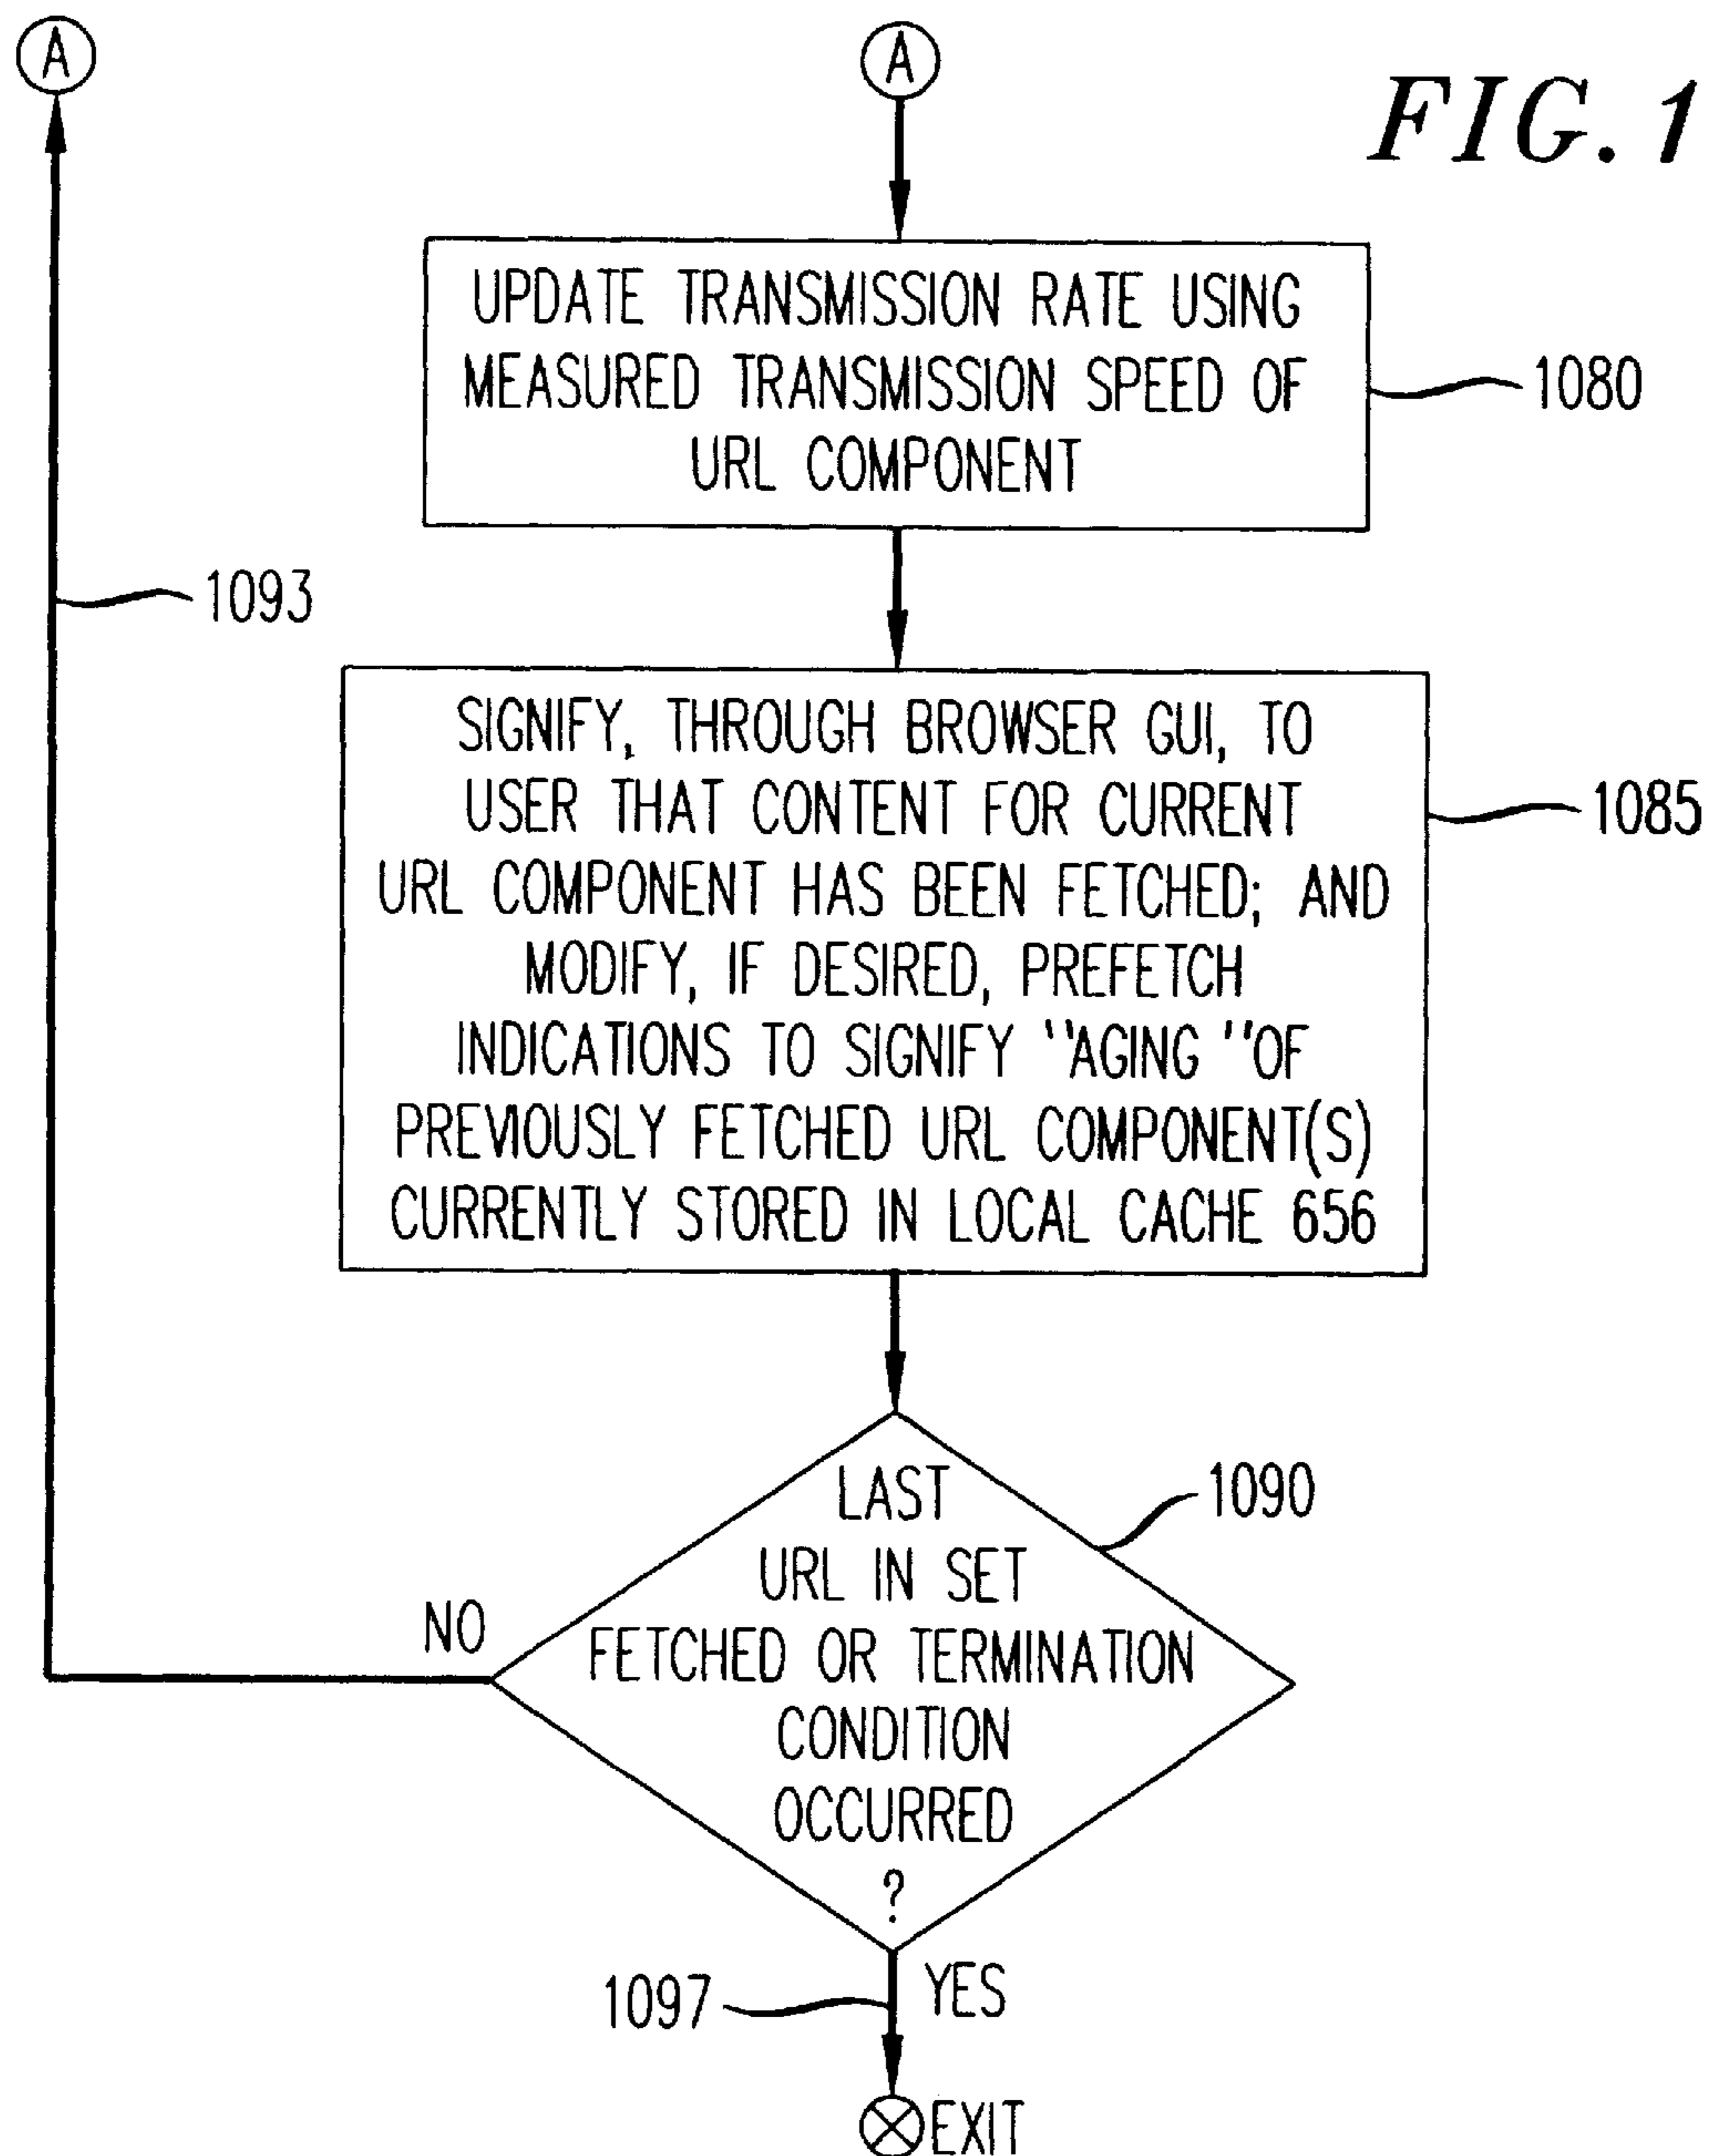 A
A
FIG. 1
UPDATE TRANSMISSION RATE USING
MEASURED TRANSMISSION SPEED OF
URL COMPONENT
1080
1093
SIGNIFY, THROUGH BROWSER GUI, TO
USER THAT CONTENT FOR CURRENT
URL COMPONENT HAS BEEN FETCHED; AND
MODIFY, IF DESIRED, PREFETCH
INDICATIONS TO SIGNIFY "AGING "OF
PREVIOUSLY FETCHED URL COMPONENT(S)
CURRENTLY STORED IN LOCAL CACHE 656
1085
LAST
URL IN SET
FETCHED OR TERMINATION
CONDITION
OCCURRED
?
1090
NO
1097
YES
EXIT